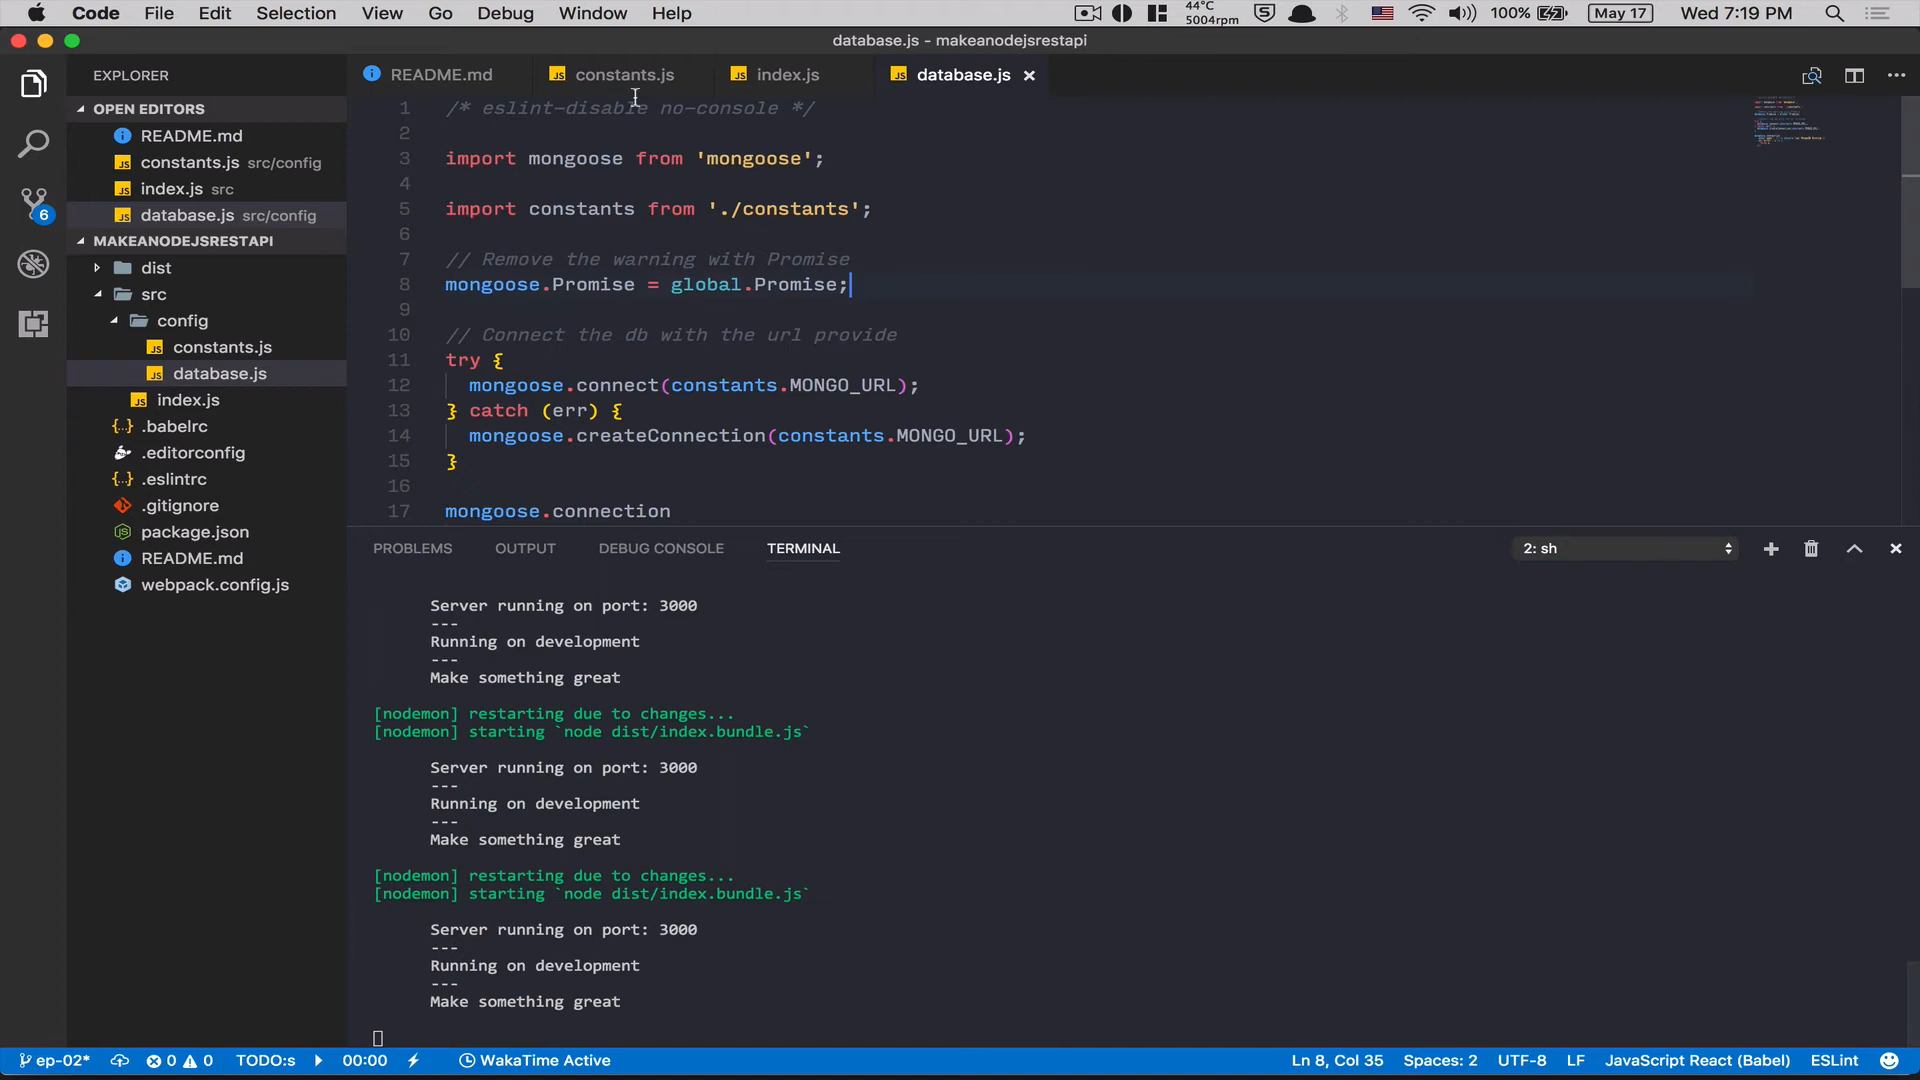 Code File Edit Selection View Go Debug Window Help 44°C 5004rpm 100% May 17 Wed 7:19 PM
database.js - makeanodejsrestapi
EXPLORER
OPEN EDITORS
README.md
constants.js src/config
index.js src
database.js src/config
6
MAKEANODEJSRESTAPI
dist
src
config
constants.js
database.js
index.js
.babelrc
.editorconfig
.eslintrc
.gitignore
package.json
README.md
webpack.config.js
README.md constants.js index.js database.js
1 /* eslint-disable no-console */
2
3 import mongoose from 'mongoose';
4
5 import constants from './constants';
6
7 // Remove the warning with Promise
8 mongoose.Promise = global.Promise;
9
10 // Connect the db with the url provide
11 try {
12 mongoose.connect(constants.MONGO_URL);
13 } catch (err) {
14 mongoose.createConnection(constants.MONGO_URL);
15 }
16
17 mongoose.connection
PROBLEMS OUTPUT DEBUG CONSOLE TERMINAL 2: sh
Server running on port: 3000
---
Running on development
---
Make something great
[nodemon] restarting due to changes...
[nodemon] starting `node dist/index.bundle.js`
Server running on port: 3000
---
Running on development
---
Make something great
[nodemon] restarting due to changes...
[nodemon] starting `node dist/index.bundle.js`
Server running on port: 3000
---
Running on development
---
Make something great
ep-02* 0 0 TODO:s 00:00 WakaTime Active Ln 8, Col 35 Spaces: 2 UTF-8 LF JavaScript React (Babel) ESLint